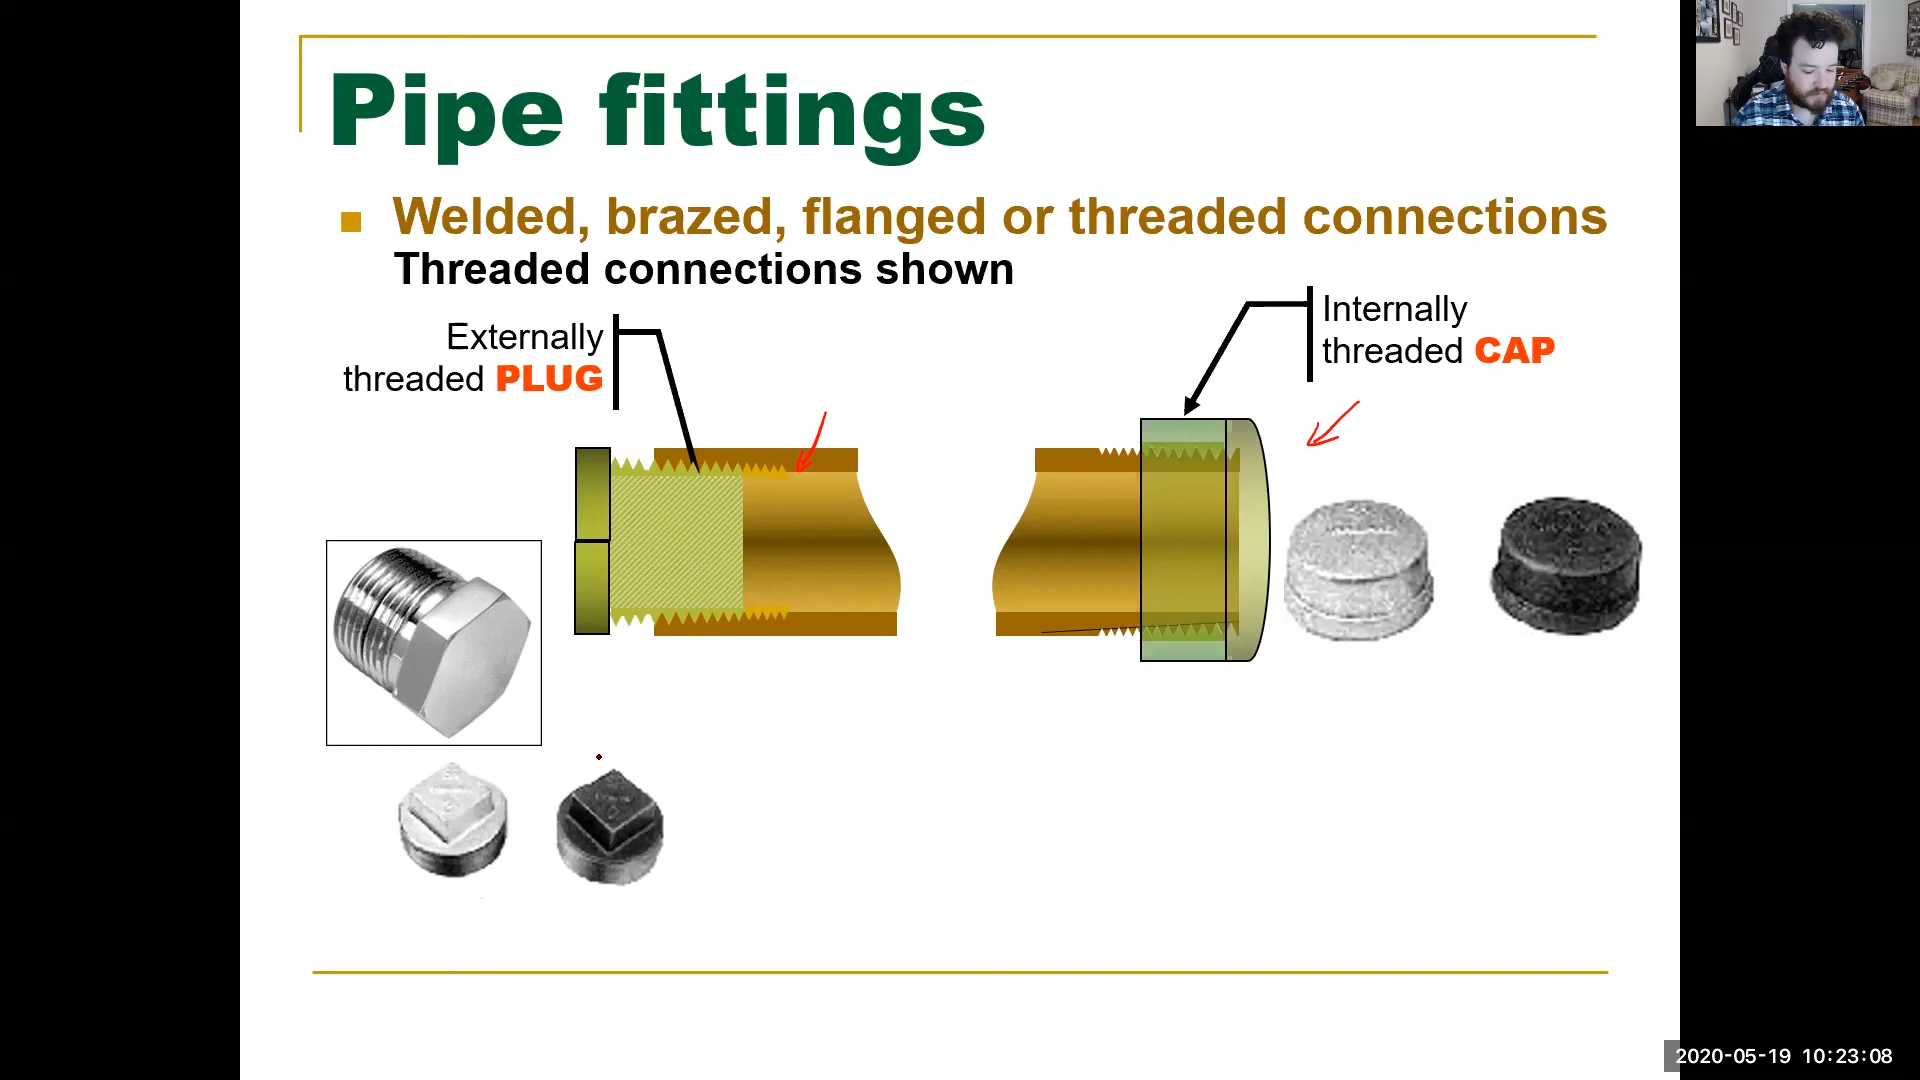 Pipe fittings
Welded, brazed, flanged or threaded connections
Threaded connections shown
Externally
threaded PLUG
Internally
threaded CAP
2020-05-19 10:23:08